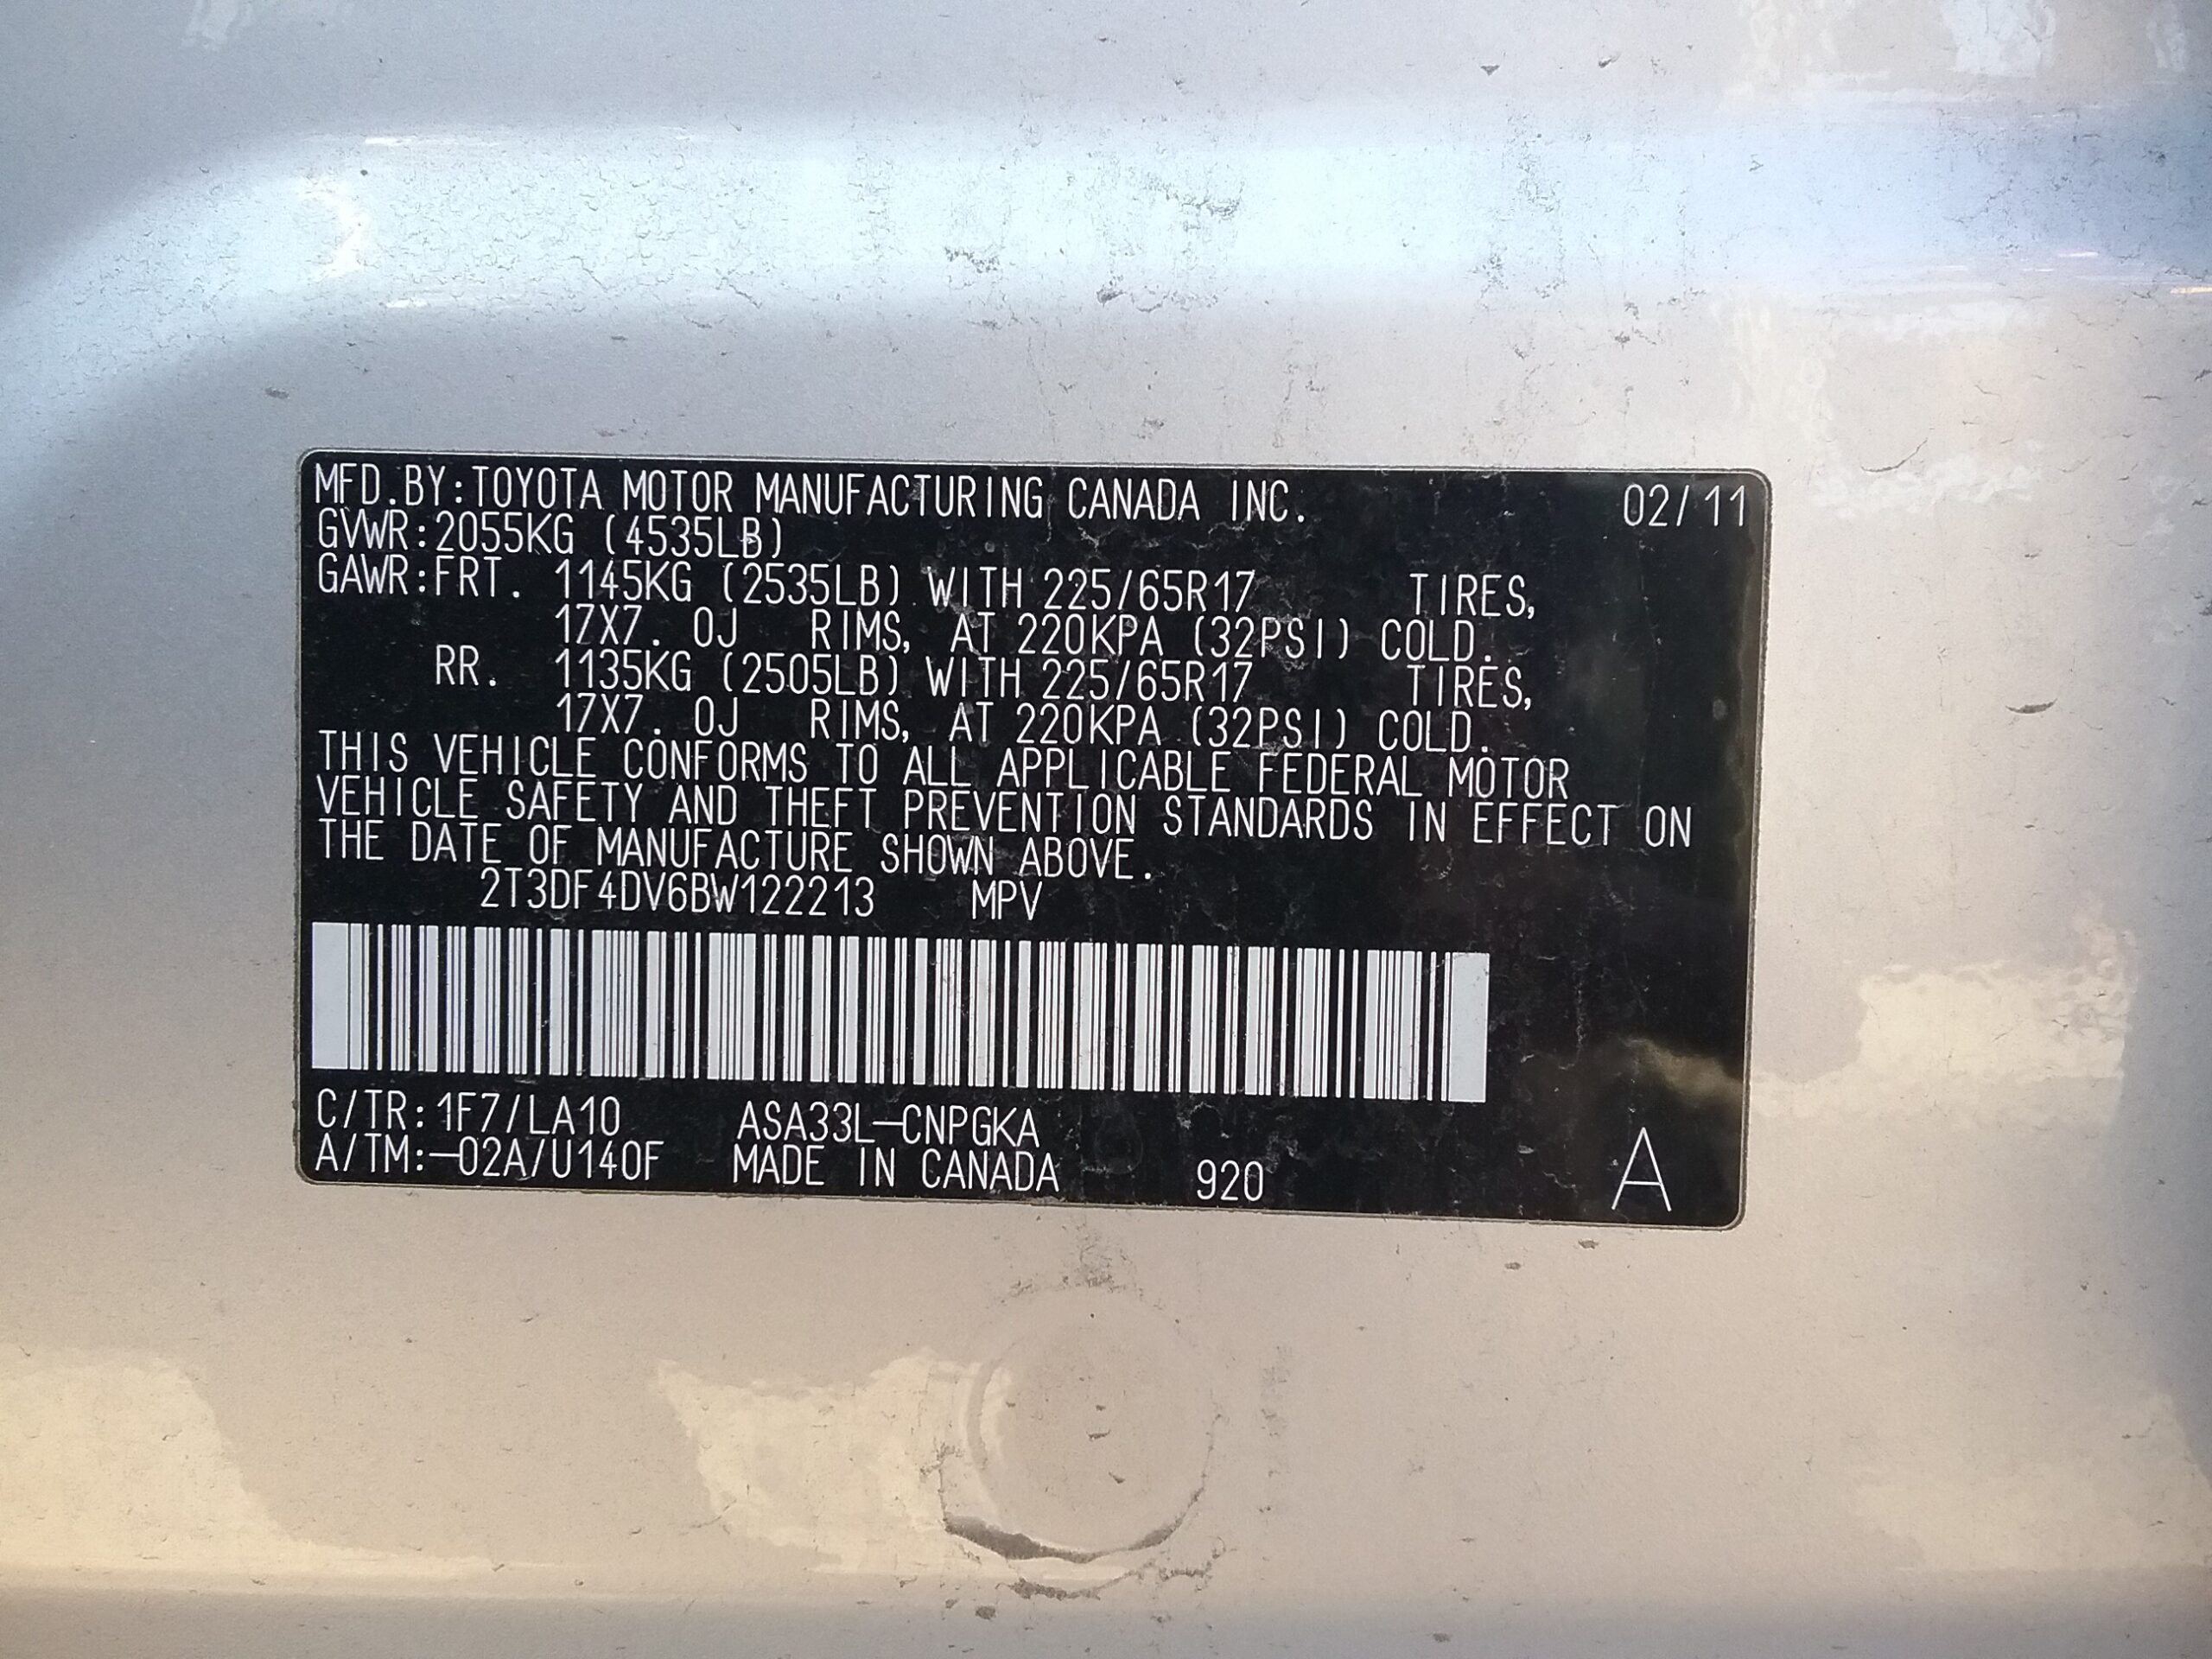 MFD.BY:TOYOTA MOTOR MANUFACTURING CANADA INC. 02/11
GVWR:2055KG (4535LB)
GAWR:FRT. 1145KG (2535LB) WITH 225/65R17 TIRES,
17X7. 0J RIMS, AT 220KPA (32PSI) COLD.
RR. 1135KG (2505LB) WITH 225/65R17 TIRES,
17X7. 0J RIMS, AT 220KPA (32PSI) COLD.
THIS VEHICLE CONFORMS TO ALL APPLICABLE FEDERAL MOTOR
VEHICLE SAFETY AND THEFT PREVENTION STANDARDS IN EFFECT ON
THE DATE OF MANUFACTURE SHOWN ABOVE.
2T3DF4DV6BW122213 MPV
C/TR:1F7/LA10 ASA33L-CNPGKA
A/TM:-02A/U140F MADE IN CANADA 920 A